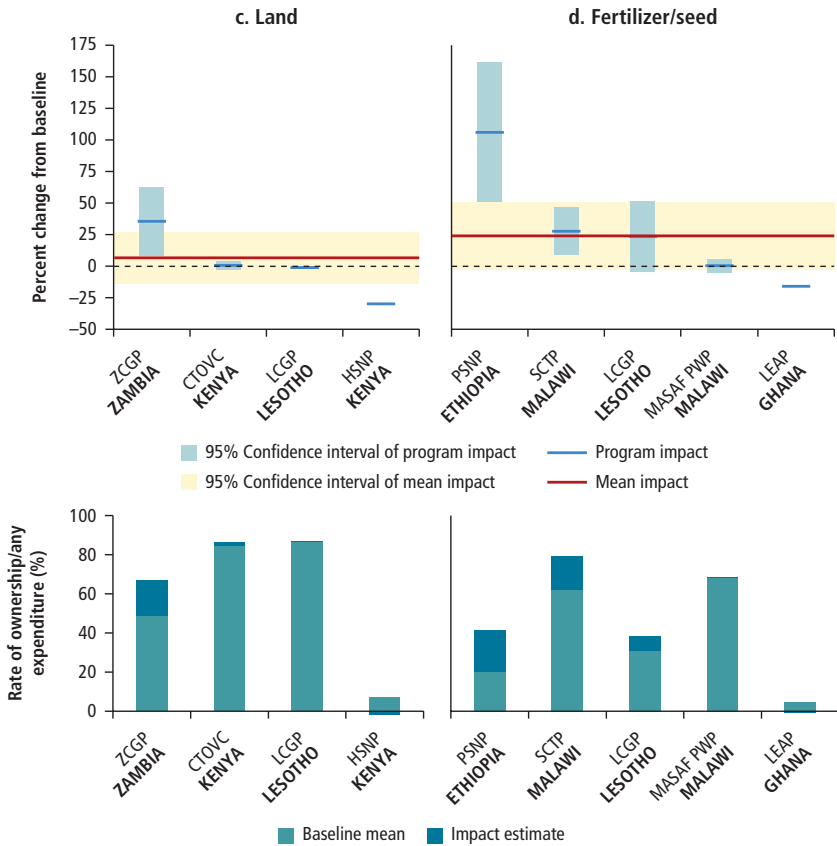 c. Land
d. Fertilizer/seed
Percent change from baseline
175
150
125
100
75
50
25
0
–25
–50
ZCGP
ZAMBIA
CTOVC
KENYA
LCGP
LESOTHO
HSNP
KENYA
PSNP
ETHIOPIA
SCTP
MALAWI
LCGP
LESOTHO
MASAF PWP
MALAWI
LEAP
GHANA
95% Confidence interval of program impact
Program impact
95% Confidence interval of mean impact
Mean impact
Rate of ownership/any
expenditure (%)
100
80
60
40
20
0
ZCGP
ZAMBIA
CTOVC
KENYA
LCGP
LESOTHO
HSNP
KENYA
PSNP
ETHIOPIA
SCTP
MALAWI
LCGP
LESOTHO
MASAF PWP
MALAWI
LEAP
GHANA
Baseline mean
Impact estimate